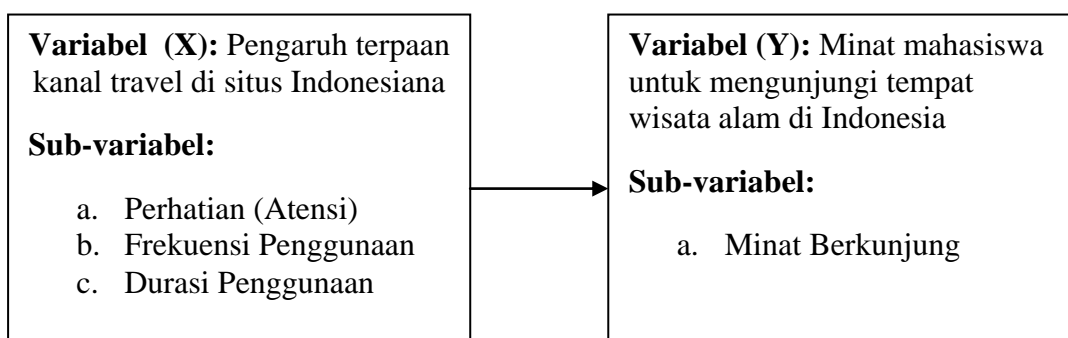 Variabel (X): Pengaruh terpaan
kanal travel di situs Indonesiana
Sub-variabel:
a. Perhatian (Atensi)
b. Frekuensi Penggunaan
c. Durasi Penggunaan
Variabel (Y): Minat mahasiswa
untuk mengunjungi tempat
wisata alam di Indonesia
Sub-variabel:
a. Minat Berkunjung